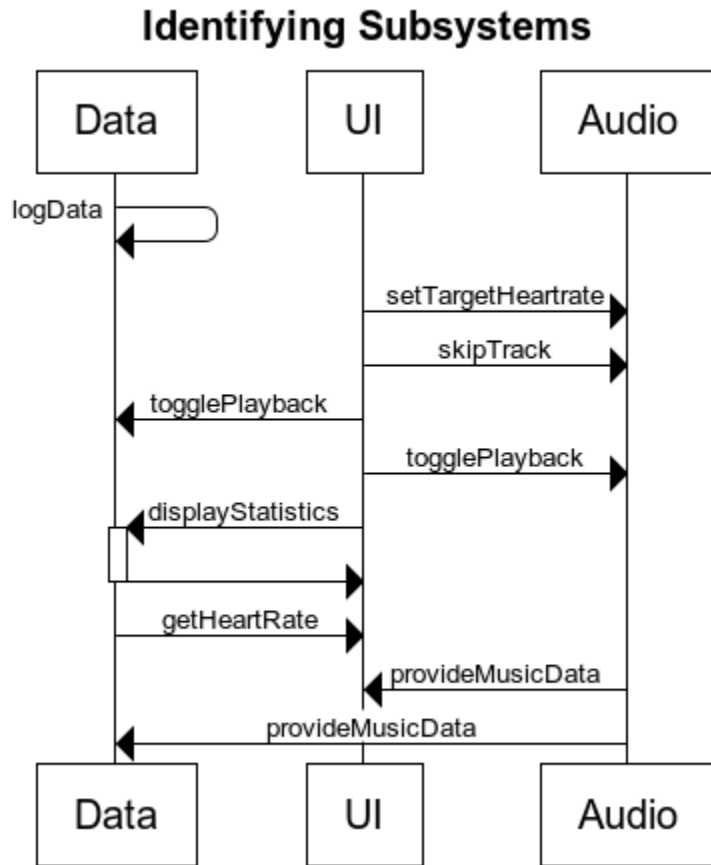 Identifying Subsystems
Data
UI
Audio
logData
setTargetHeartrate
skipTrack
togglePlayback
togglePlayback
displayStatistics
getHeartRate
provideMusicData
provideMusicData
Data
UI
Audio